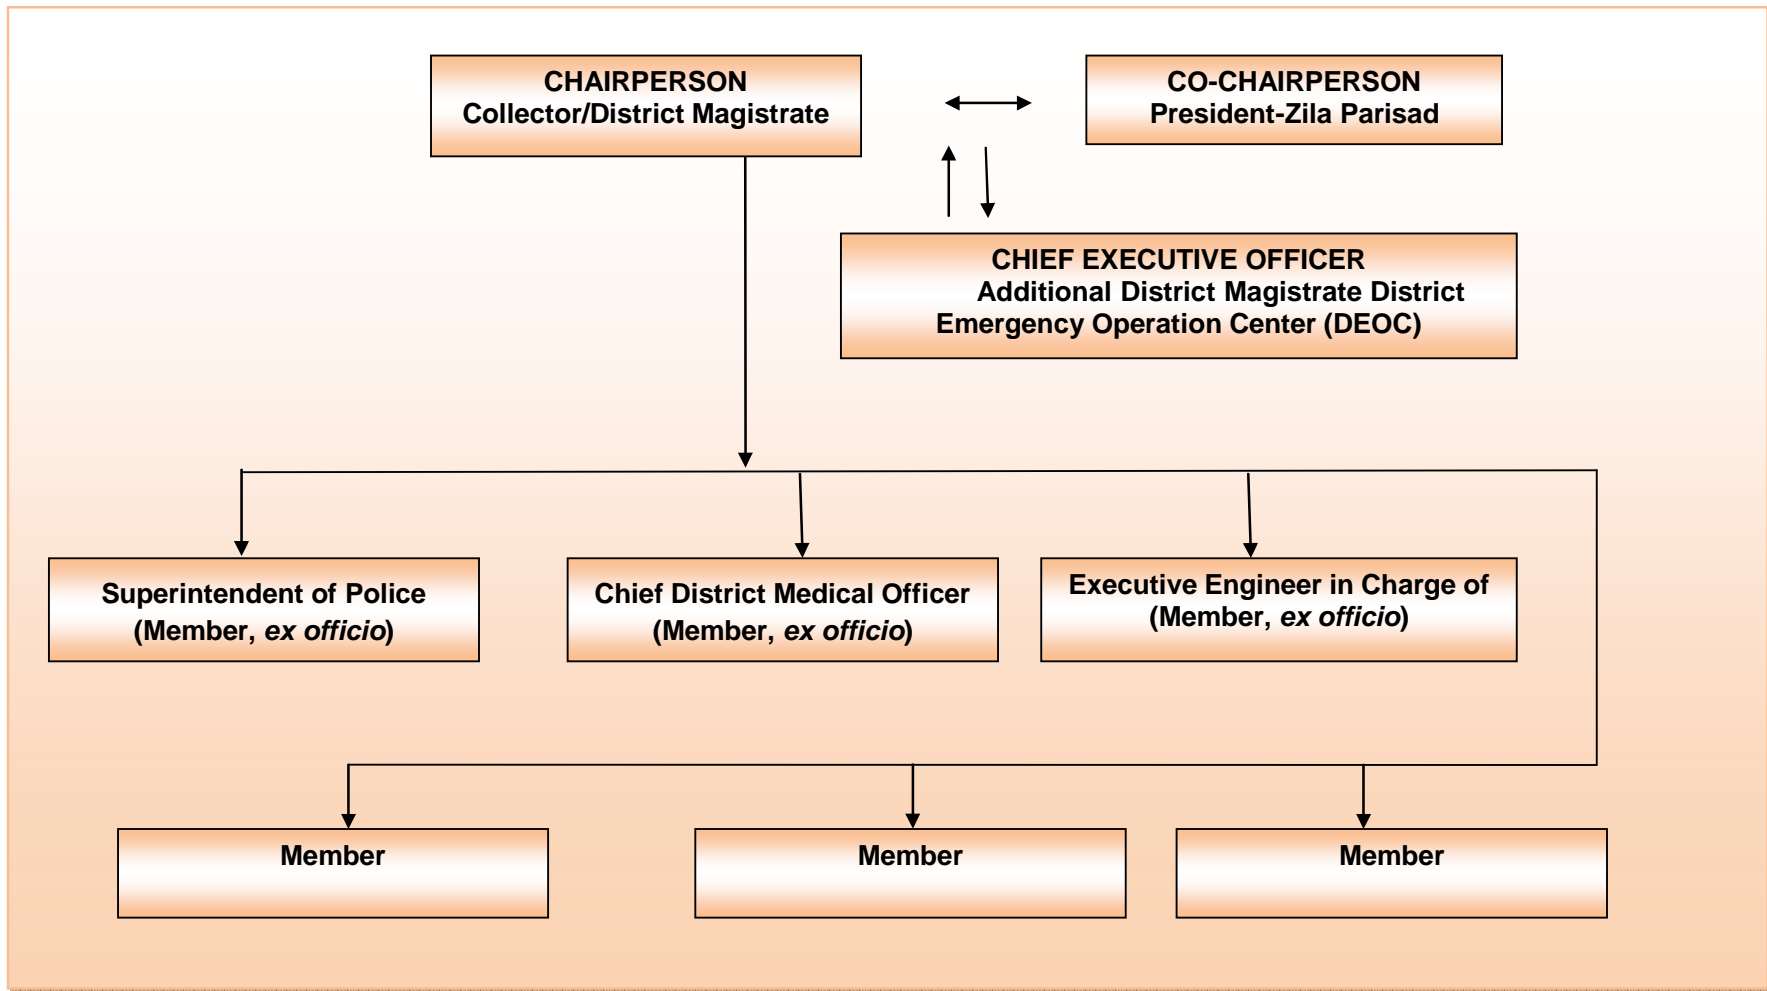 CHAIRPERSON
Collector/District Magistrate
CO-CHAIRPERSON
President-Zila Parisad
CHIEF EXECUTIVE OFFICER
Additional District Magistrate District
Emergency Operation Center (DEOC)
Superintendent of Police
(Member, ex officio)
Chief District Medical Officer
(Member, ex officio)
Executive Engineer in Charge of
(Member, ex officio)
Member
Member
Member